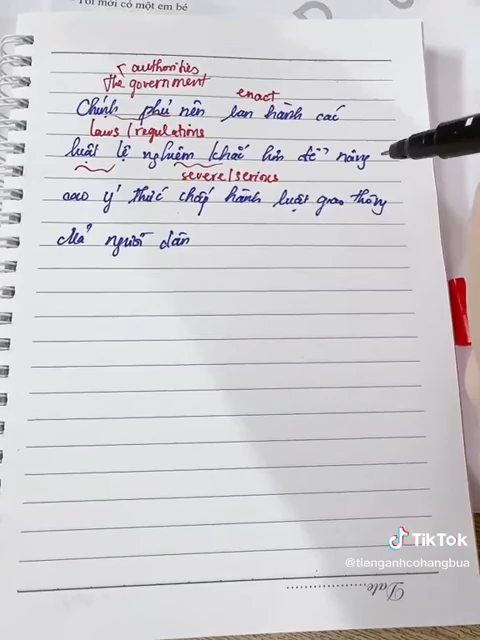 Tôi mới có một em bé
authorities
The government
enact
Chính phủ nên ban hành các
laws / regulations
luật lệ nghiêm khắc hơn để nâng
severe/serious
cao ý thức chấp hành luật giao thông
của người dân
TikTok
@tienganhcohangbua
Date